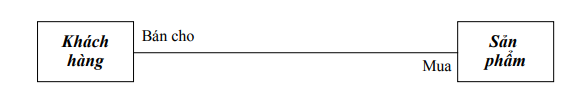 Khách
hàng
Bán cho
Mua
Sản
phẩm